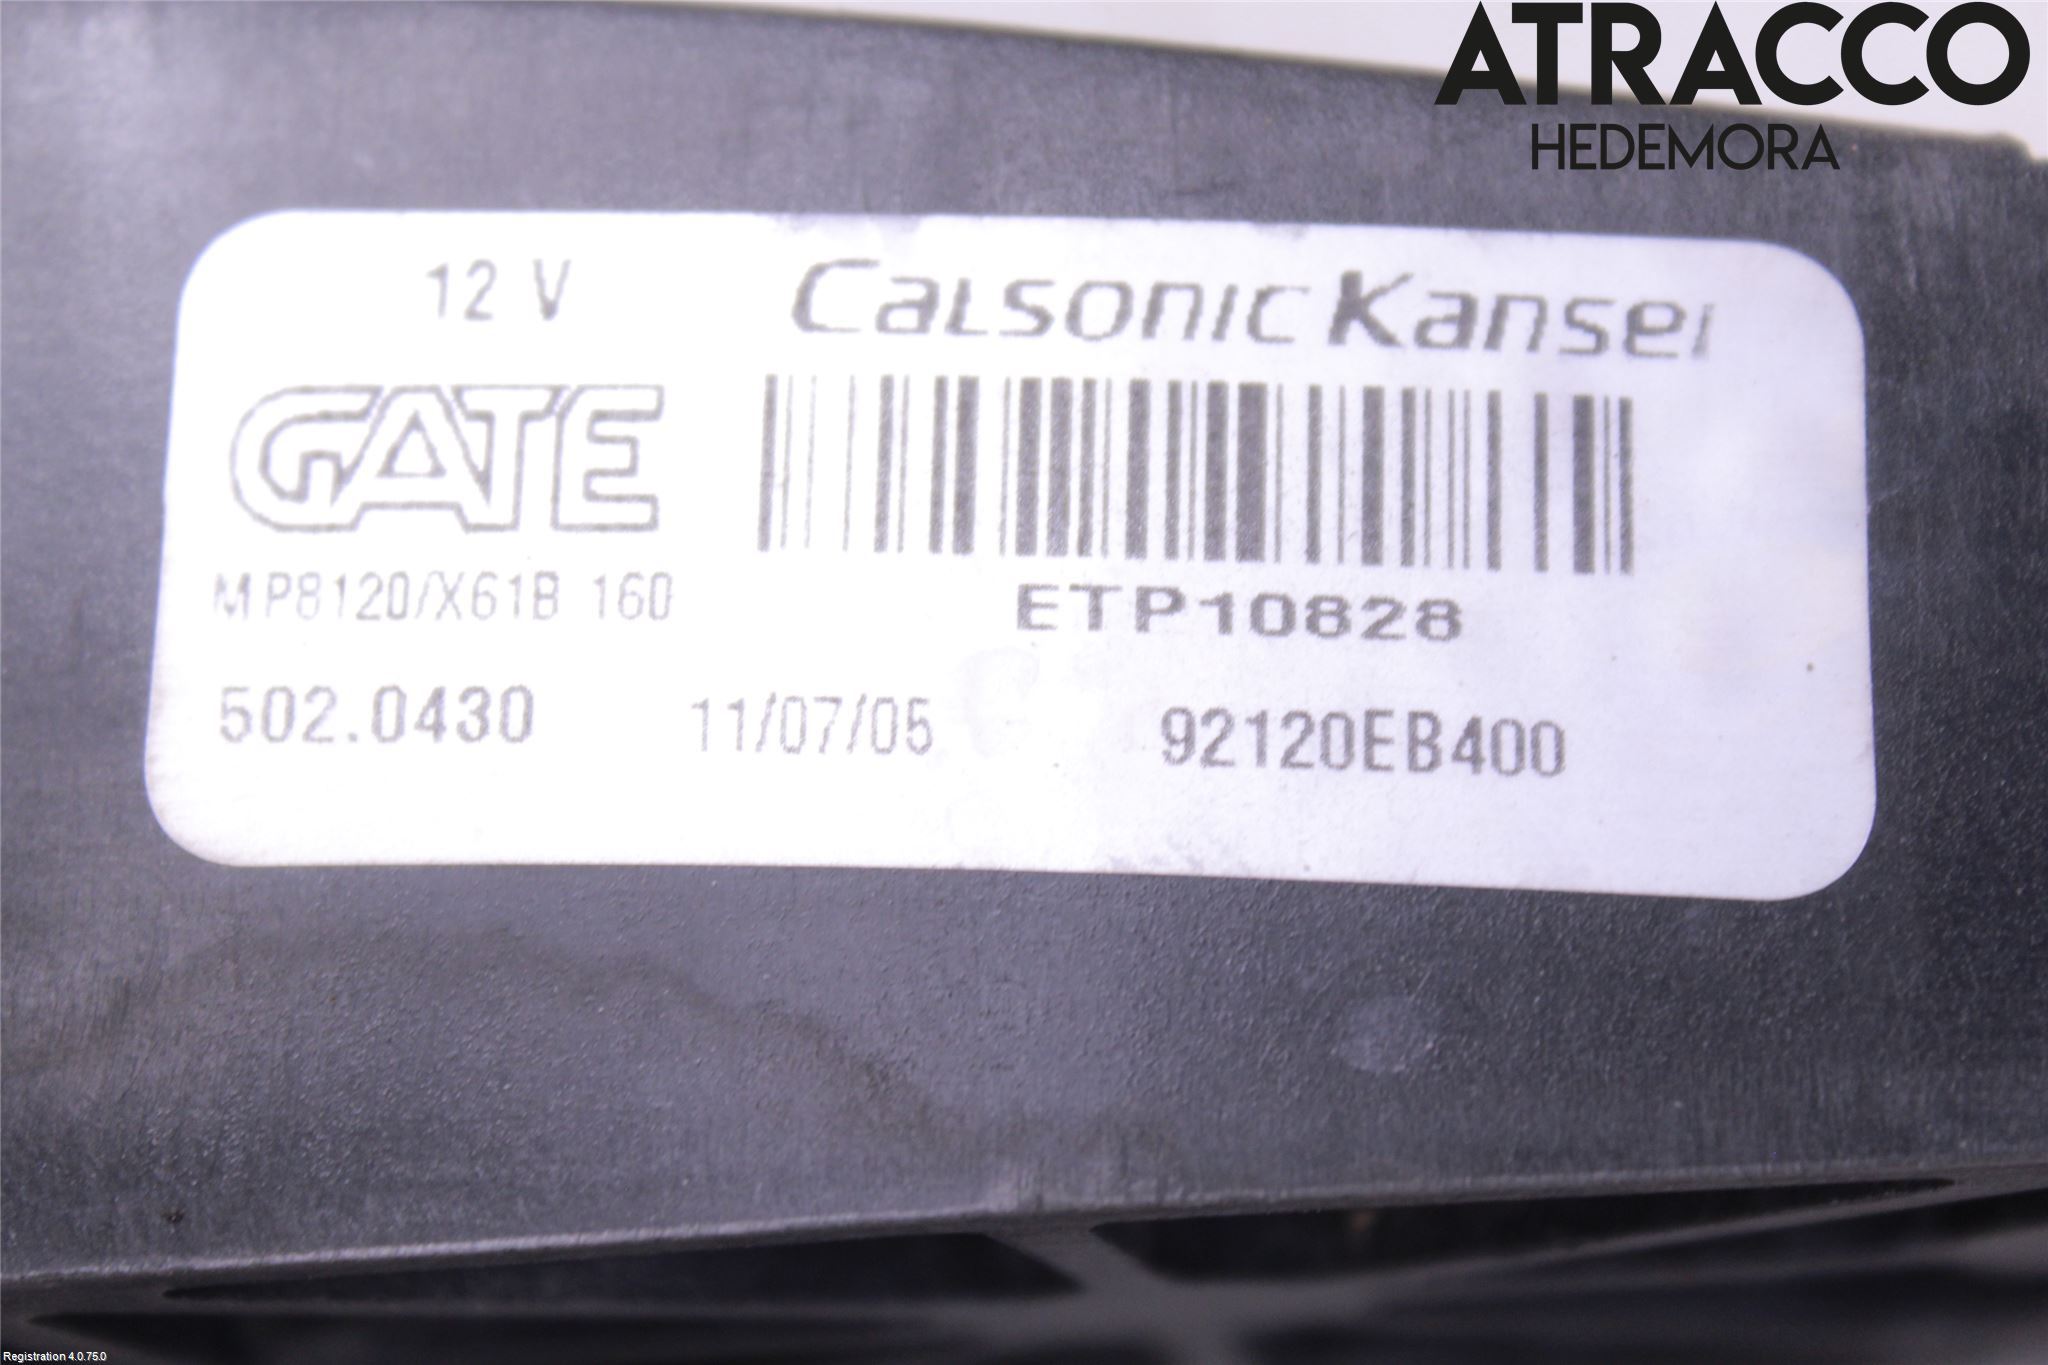 ATRACCO
HEDEMORA
12 V
CALSONIC KANSEI
GATE
MP8120/X61B 160
ETP10828
502.0430
11/07/05
92120EB400
Registration 4.0.75.0